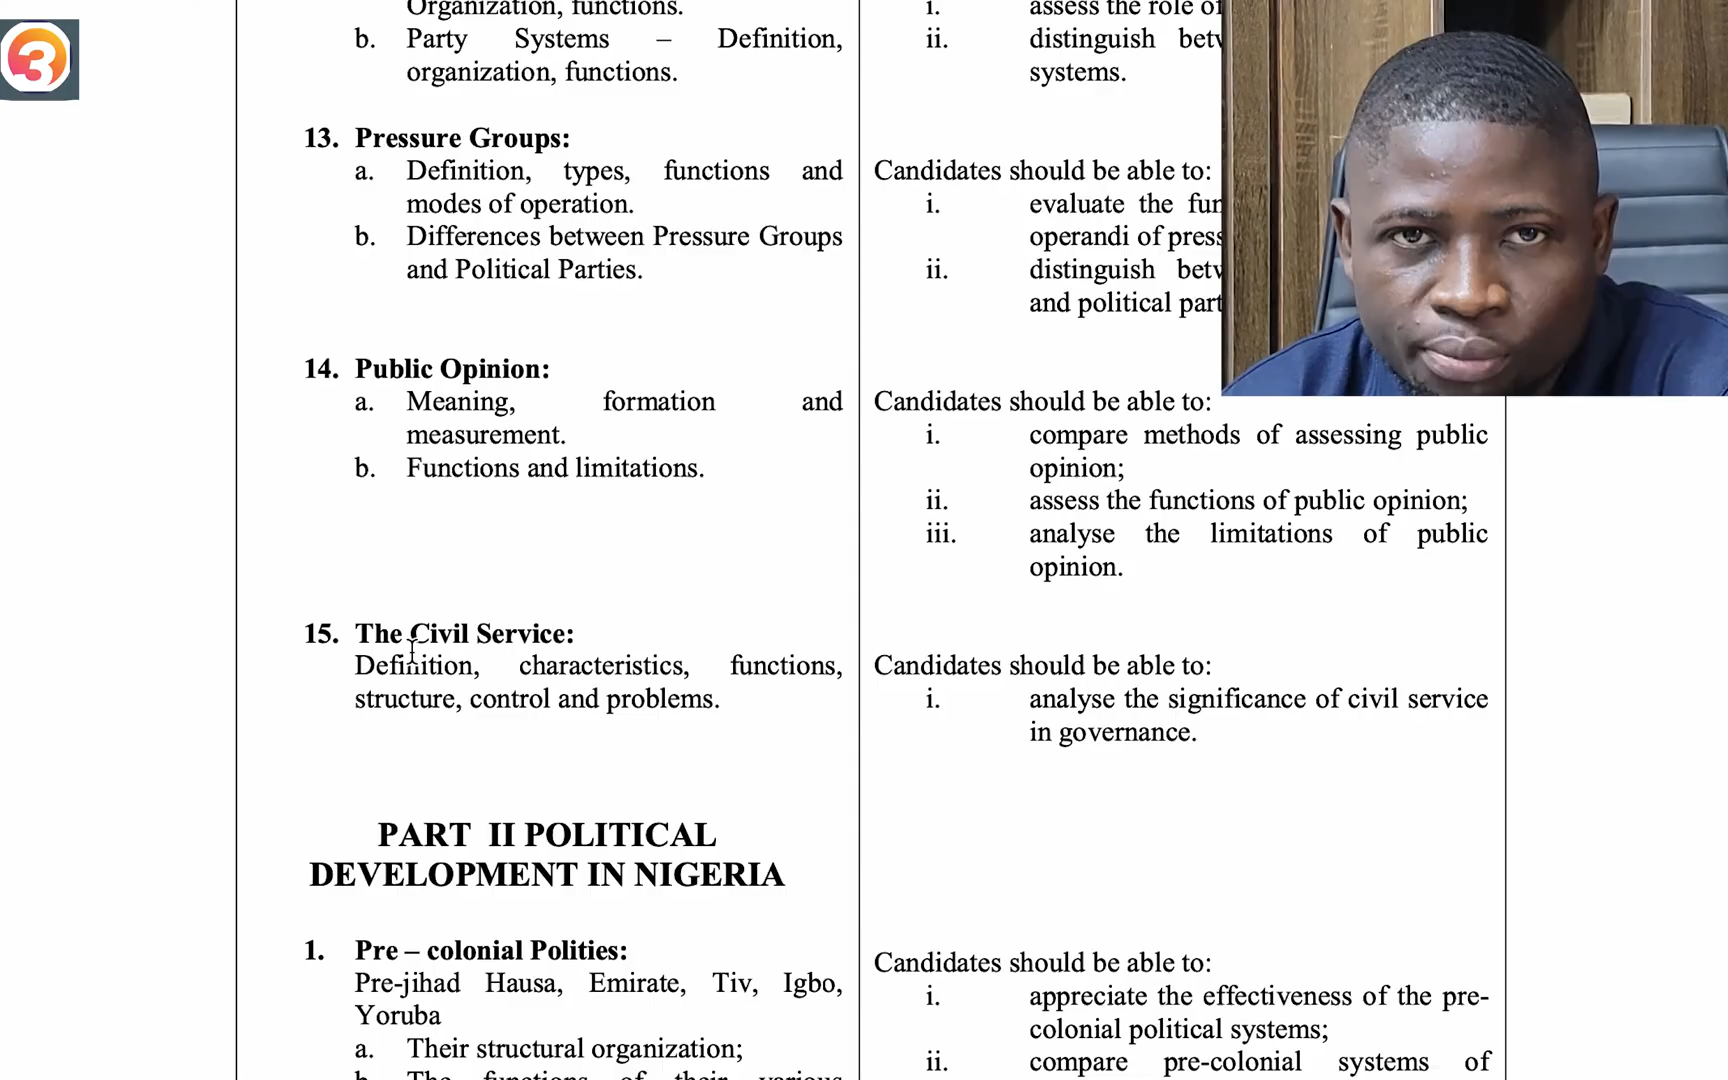 3
Organization, functions.
b. Party Systems – Definition,
organization, functions.
13. Pressure Groups:
a. Definition, types, functions and
modes of operation.
b. Differences between Pressure Groups
and Political Parties.
14. Public Opinion:
a. Meaning, formation and
measurement.
b. Functions and limitations.
15. The Civil Service:
Definition, characteristics, functions,
structure, control and problems.
PART II POLITICAL
DEVELOPMENT IN NIGERIA
1. Pre – colonial Polities:
Pre-jihad Hausa, Emirate, Tiv, Igbo,
Yoruba
a. Their structural organization;
b. The functions of their various
i. assess the role of
ii. distinguish
systems.
Candidates should be able to:
i. evaluate the
operandi of
ii. distinguish
and political
Candidates should be able to:
i. compare methods of assessing public
opinion;
ii. assess the functions of public opinion;
iii. analyse the limitations of public
opinion.
Candidates should be able to:
i. analyse the significance of civil service
in governance.
Candidates should be able to:
i. appreciate the effectiveness of the pre-
colonial political systems;
ii. compare pre-colonial systems of